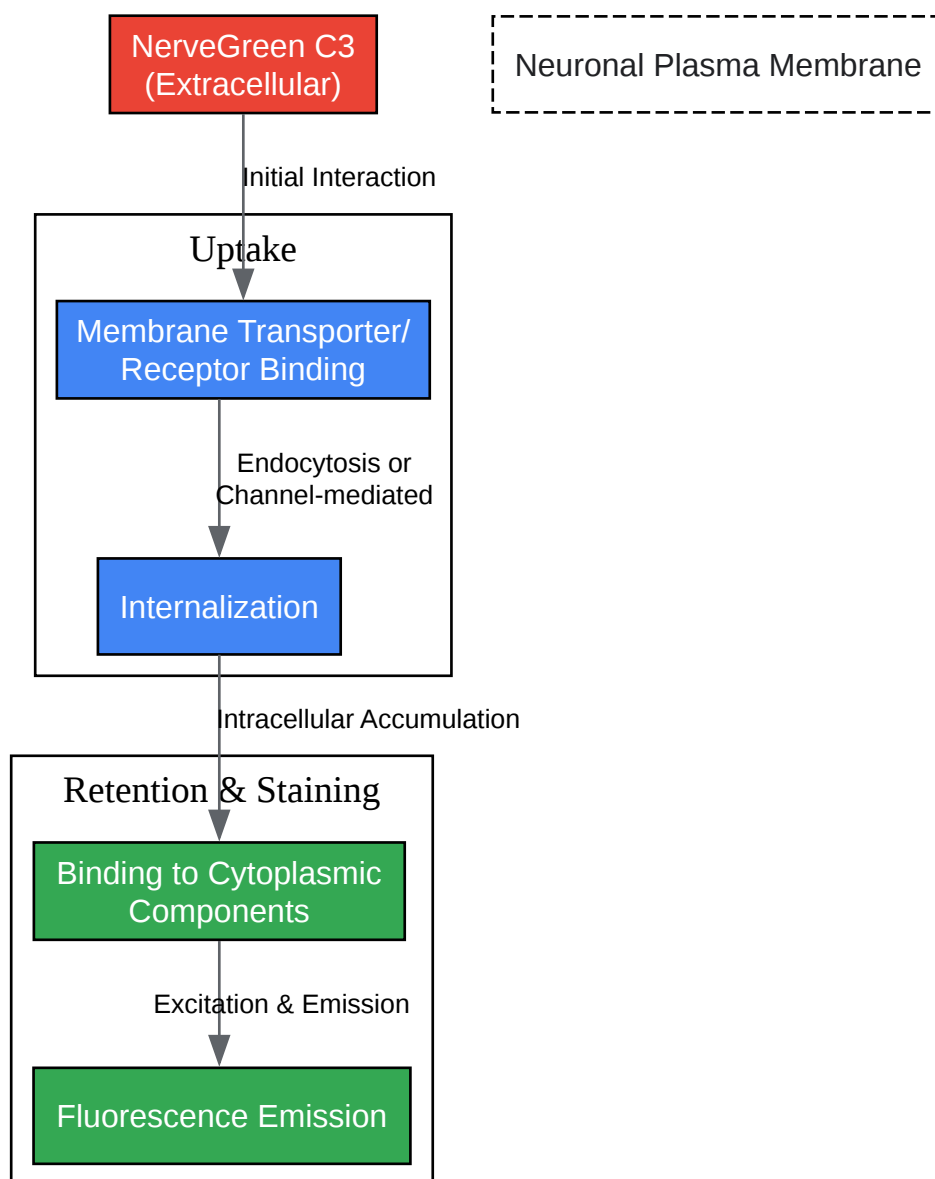 NerveGreen C3
(Extracellular)
Neuronal Plasma Membrane
Initial Interaction
Uptake
Membrane Transporter/
Receptor Binding
Endocytosis or
Channel-mediated
Internalization
Intracellular Accumulation
Retention & Staining
Binding to Cytoplasmic
Components
Excitation & Emission
Fluorescence Emission